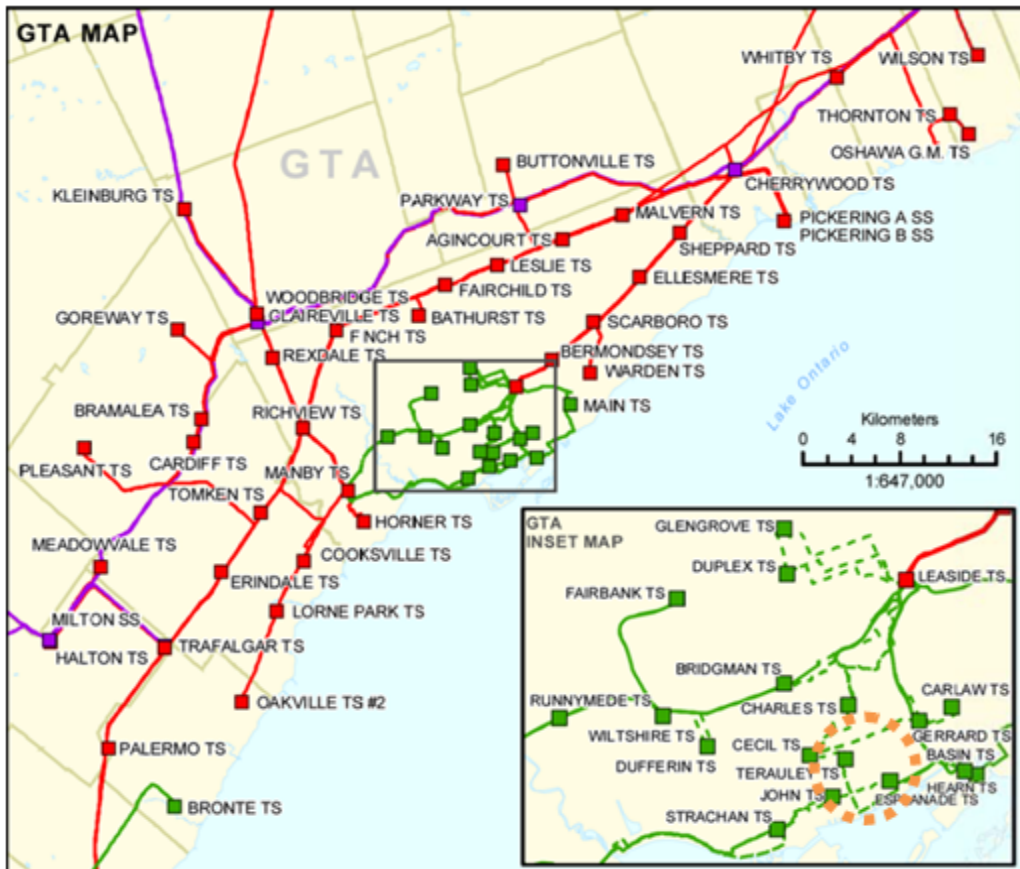 GTA MAP
GTA
WHITBY TS
WILSON TS
THORNTON TS
OSHAWA G.M. TS
BUTTONVILLE TS
CHERRYWOOD TS
KLEINBURG TS
PARKWAY TS
MALVERN TS
PICKERING A SS
PICKERING B SS
AGINCOURT TS
SHEPPARD TS
LESLIE TS
ELLESMERE TS
WOODBRIDGE TS
FAIRCHILD TS
CLAIREVILLE TS
GOREWAY TS
BATHURST TS
SCARBORO TS
FINCH TS
REXDALE TS
BERMONDSEY TS
WARDEN TS
Lake Ontario
BRAMALEA TS
RICHVIEW TS
MAIN TS
Kilometers
0 4 8 16
1:647,000
CARDIFF TS
PLEASANT TS
MANBY TS
TOMKEN TS
HORNER TS
MEADOWVALE TS
COOKSVILLE TS
ERINDALE TS
LORNE PARK TS
MILTON SS
HALTON TS
TRAFALGAR TS
OAKVILLE TS #2
PALERMO TS
BRONTE TS
GTA
INSET MAP
GLENGROVE TS
DUPLEX TS
LEASIDE TS
FAIRBANK TS
BRIDGMAN TS
CARLAW TS
RUNNYMEDE TS
CHARLES TS
WILTSHIRE TS
GERRARD TS
CECIL TS
BASIN TS
DUFFERIN TS
TERAULEY TS
HEARN TS
JOHN TS
ESPLANADE TS
STRACHAN TS